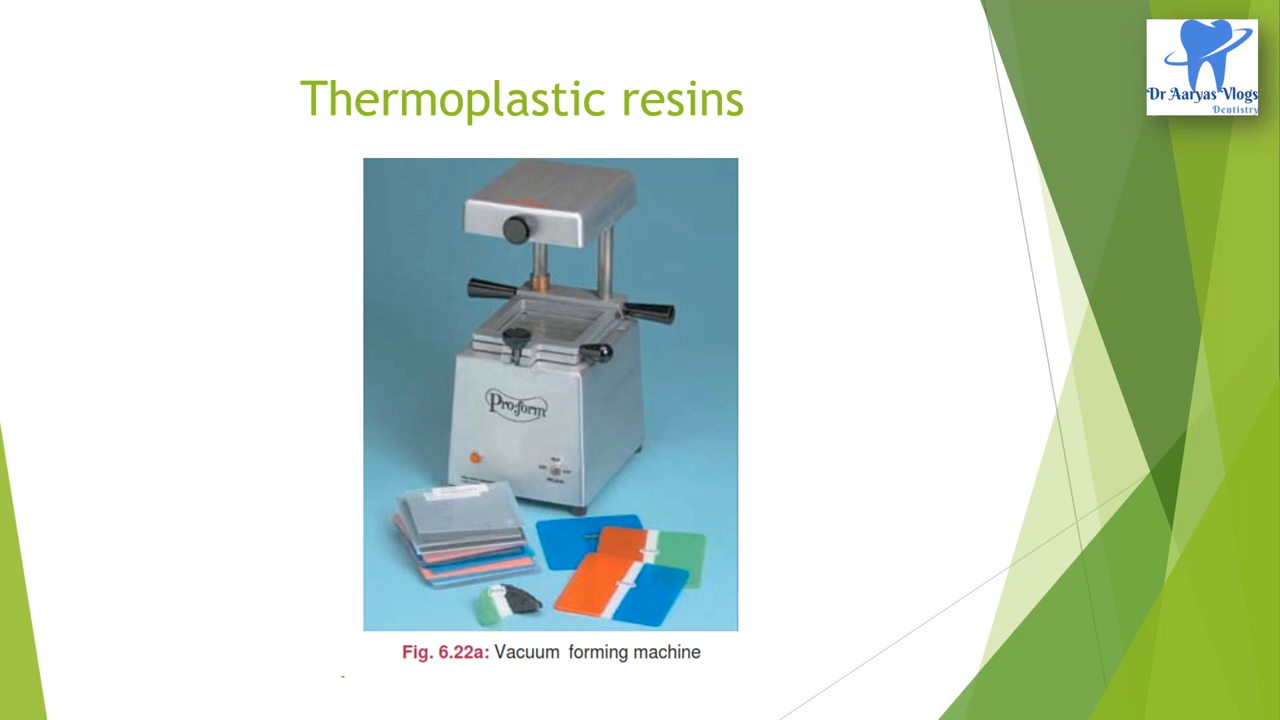 Thermoplastic resins
Dr Aaryas Vlogs
Dentistry
Pro-form
Fig. 6.22a: Vacuum forming machine
-